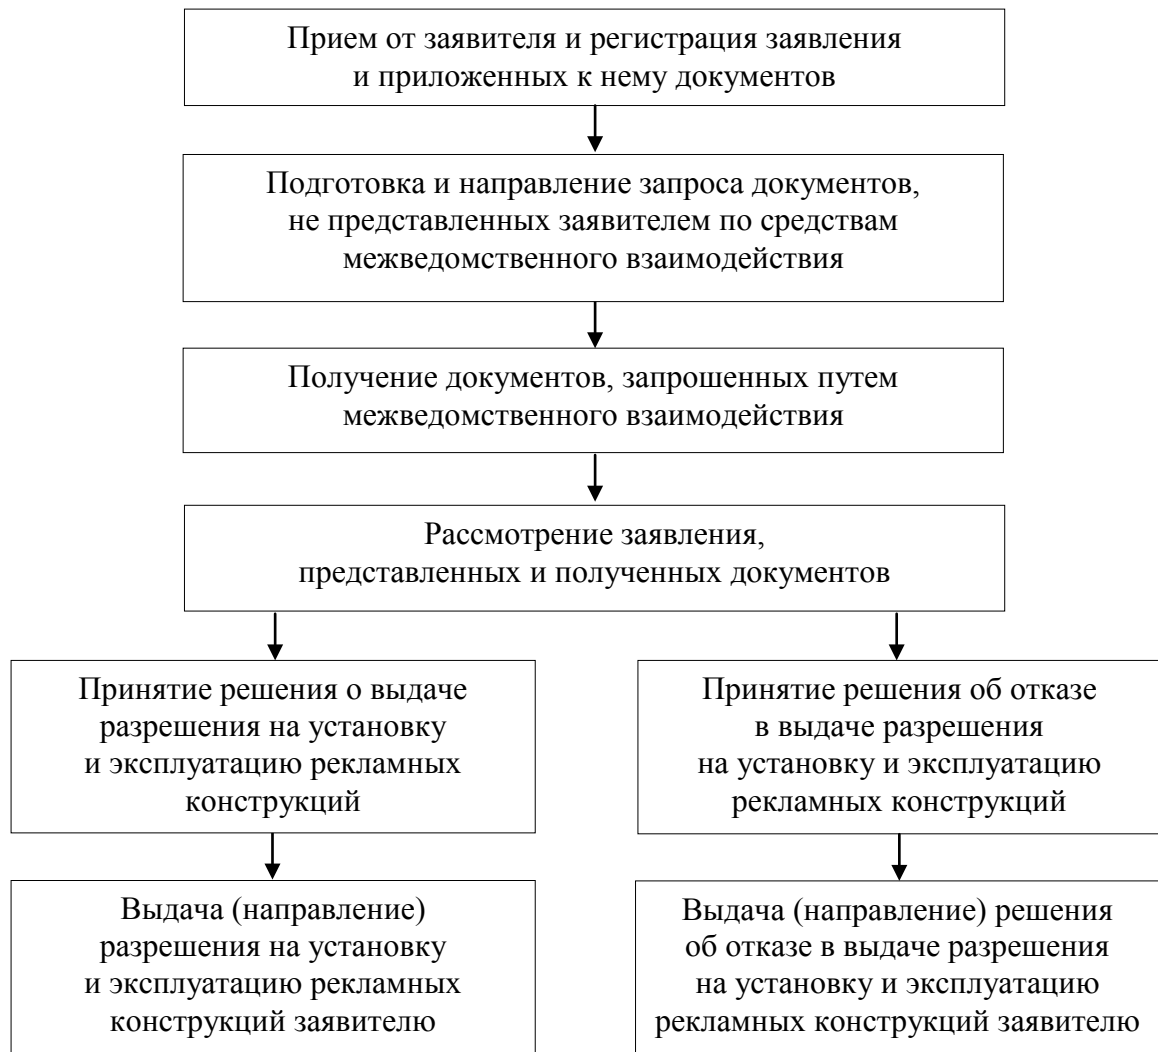 Прием от заявителя и регистрация заявления
и приложенных к нему документов
Подготовка и направление запроса документов,
не представленных заявителем по средствам
межведомственного взаимодействия
Получение документов, запрошенных путем
межведомственного взаимодействия
Рассмотрение заявления,
представленных и полученных документов
Принятие решения о выдаче
разрешения на установку
и эксплуатацию рекламных
конструкций
Принятие решения об отказе
в выдаче разрешения
на установку и эксплуатацию
рекламных конструкций
Выдача (направление)
разрешения на установку
и эксплуатацию рекламных
конструкций заявителю
Выдача (направление) решения
об отказе в выдаче разрешения
на установку и эксплуатацию
рекламных конструкций заявителю